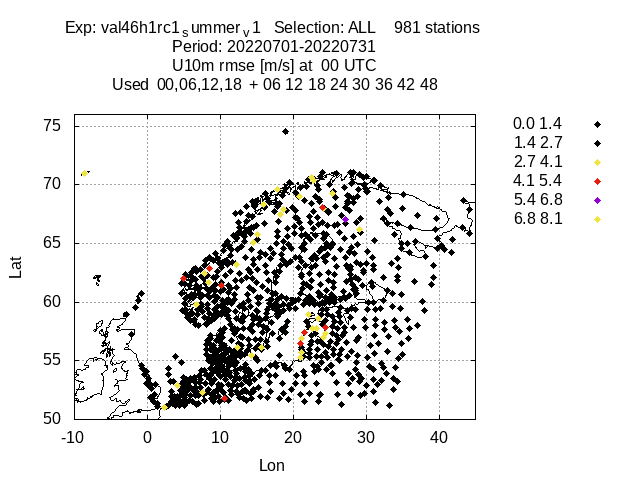 Exp: val46h1rc1summerv1 Selection: ALL 981 stations
Period: 20220701-20220731
U10m rmse [m/s] at 00 UTC
Used 00,06,12,18 + 06 12 18 24 30 36 42 48
0.0 1.4
1.4 2.7
2.7 4.1
4.1 5.4
5.4 6.8
6.8 8.1
75
70
65
60
55
50
Lat
-10 0 10 20 30 40
Lon